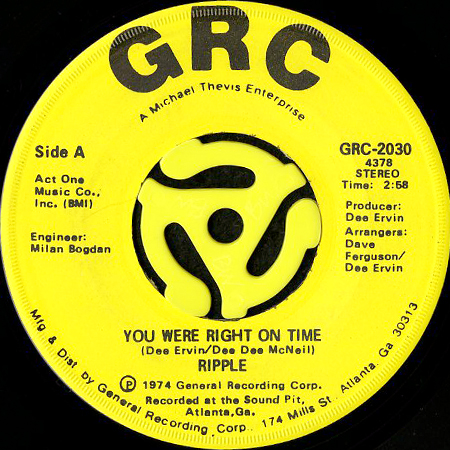 GRC
A Michael Thevis Enterprise
Side A
Act One
Music Co.,
Inc. (BMI)
Engineer:
Milan Bogdan
GRC-2030
4378
STEREO
Time: 2:58
Producer:
Dee Ervin
Arrangers:
Dave
Ferguson/
Dee Ervin
YOU WERE RIGHT ON TIME
(Dee Ervin/Dee Dee McNeil)
RIPPLE
Ⓟ 1974 General Recording Corp.
Recorded at the Sound Pit,
Atlanta,Ga.
Mfg & Dist by General Recording Corp., 174 Mills St. Atlanta, Ga 30313